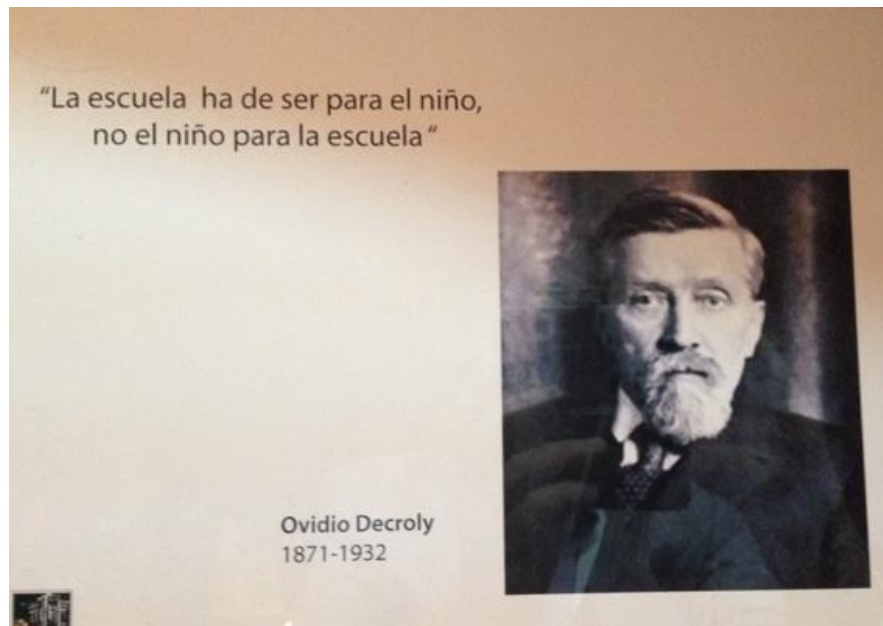 “La escuela ha de ser para el niño,
no el niño para la escuela“
Ovidio Decroly
1871-1932